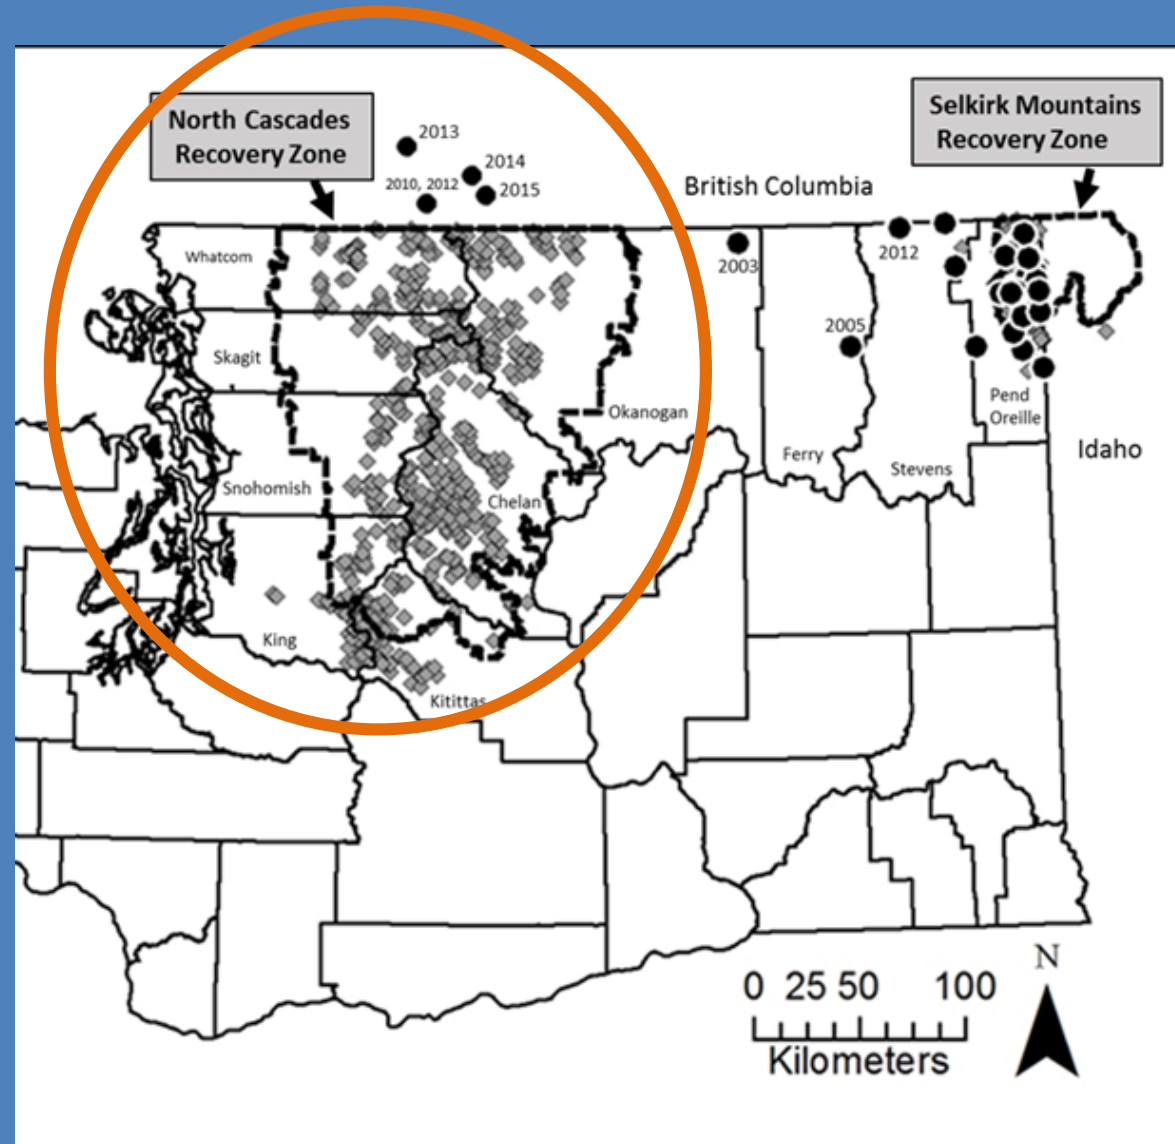 North Cascades
Recovery Zone
Selkirk Mountains
Recovery Zone
2013
2014
2010, 2012
2015
British Columbia
Whatcom
2003
2012
Skagit
2005
Okanogan
Pend
Oreille
Idaho
Ferry
Stevens
Snohomish
Chelan
King
Kitittas
N
0 25 50 100
Kilometers